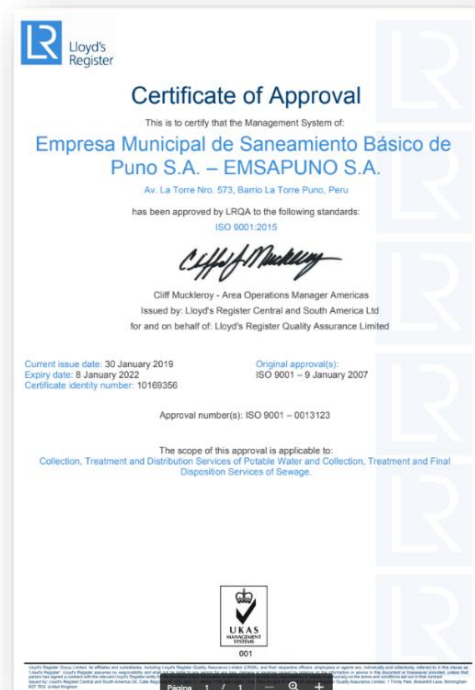 LR
Lloyd's
Register
Certificate of Approval
This is to certify that the Management System of:
Empresa Municipal de Saneamiento Básico de
Puno S.A. – EMSAPUNO S.A.
Av. La Torre Nro. 573, Barrio La Torre Puno, Peru
has been approved by LRQA to the following standards:
ISO 9001:2015
Cliff Muckleroy - Area Operations Manager Americas
Issued by: Lloyd's Register Central and South America Ltd
for and on behalf of: Lloyd's Register Quality Assurance Limited
Current issue date: 30 January 2019
Expiry date: 8 January 2022
Certificate identity number: 10169356
Original approval(s):
ISO 9001 – 9 January 2007
Approval number(s): ISO 9001 – 0013123
The scope of this approval is applicable to:
Collection, Treatment and Distribution Services of Potable Water and Collection, Treatment and Final
Disposition Services of Sewage.
UKAS
MANAGEMENT
SYSTEMS
001
Página 1 / 1